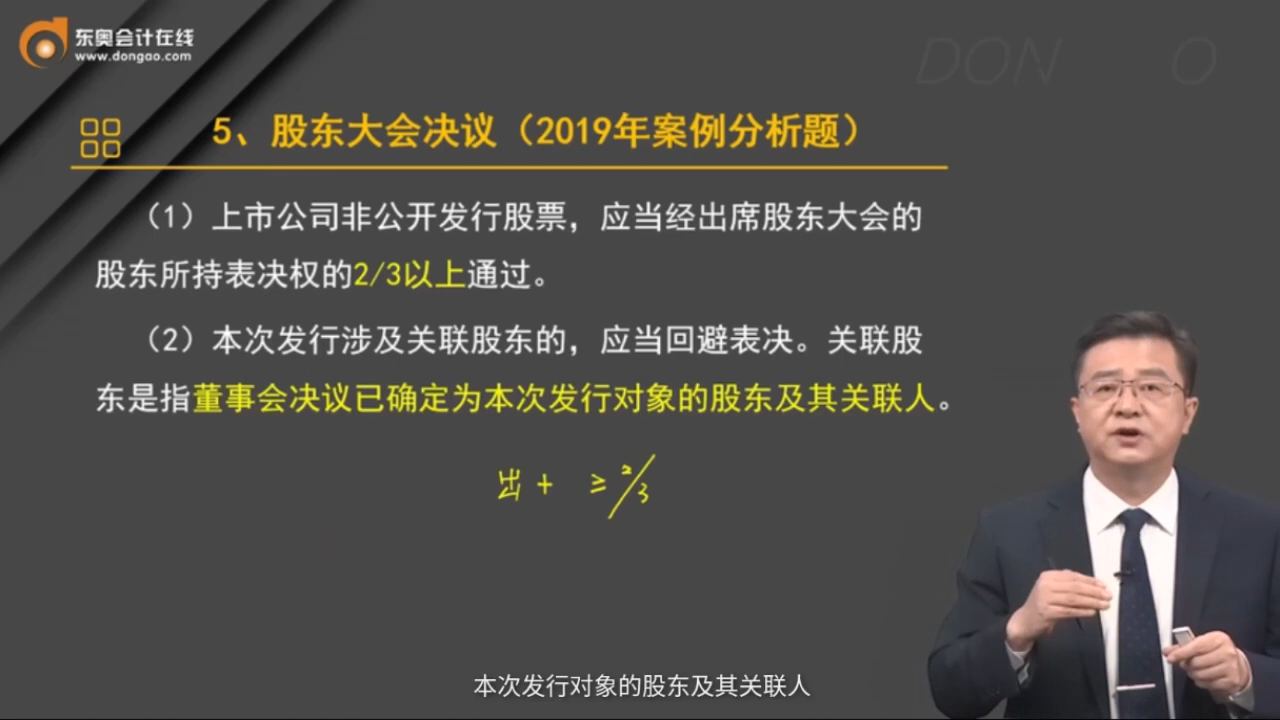 东奥会计在线
www.dongao.com
DON O
5、股东大会决议（2019年案例分析题）
（1）上市公司非公开发行股票，应当经出席股东大会的
股东所持表决权的2/3以上通过。
（2）本次发行涉及关联股东的，应当回避表决。关联股
东是指董事会决议已确定为本次发行对象的股东及其关联人。
出+ ≥2/3
本次发行对象的股东及其关联人